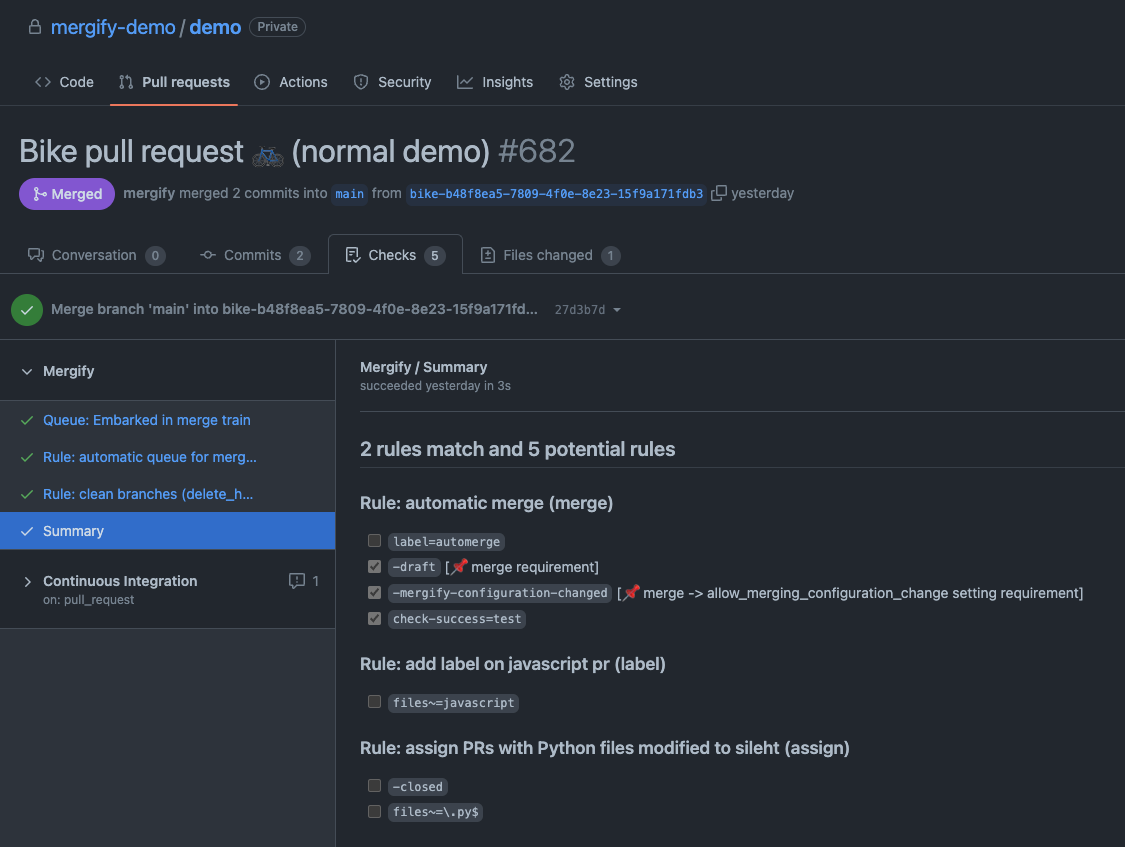 mergify-demo / demo Private
Code Pull requests Actions Security Insights Settings
Bike pull request 🚲 (normal demo) #682
Merged mergify merged 2 commits into main from bike-b48f8ea5-7809-4f0e-8e23-15f9a171fdb3 yesterday
Conversation 0 Commits 2 Checks 5 Files changed 1
Merge branch 'main' into bike-b48f8ea5-7809-4f0e-8e23-15f9a171fd... 27d3b7d
Mergify
Queue: Embarked in merge train
Rule: automatic queue for merg...
Rule: clean branches (delete_h...
Summary
Continuous Integration 1
on: pull_request
Mergify / Summary
succeeded yesterday in 3s
2 rules match and 5 potential rules
Rule: automatic merge (merge)
label=automerge
-draft [📌 merge requirement]
-mergify-configuration-changed [📌 merge -> allow_merging_configuration_change setting requirement]
check-success=test
Rule: add label on javascript pr (label)
files~=javascript
Rule: assign PRs with Python files modified to sileht (assign)
-closed
files~=\.py$